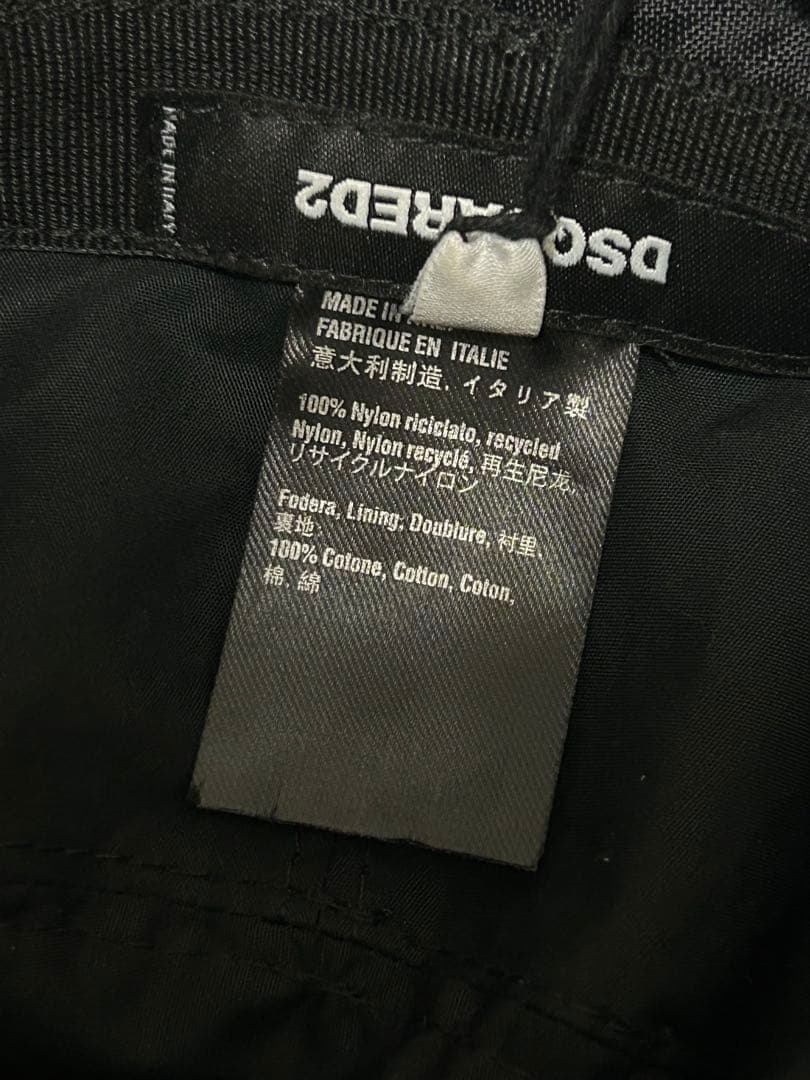 MADE IN ITALY
DSQ ARED2
MADE IN
FABRIQUE EN ITALIE
意大利制造, イタリア製
100% Nylon riciclato, recycled
Nylon, Nylon recyclé, 再生尼龙,
リサイクルナイロン
Fodera, Lining, Doublure, 衬里,
裏地
100% Cotone, Cotton, Coton,
棉, 綿